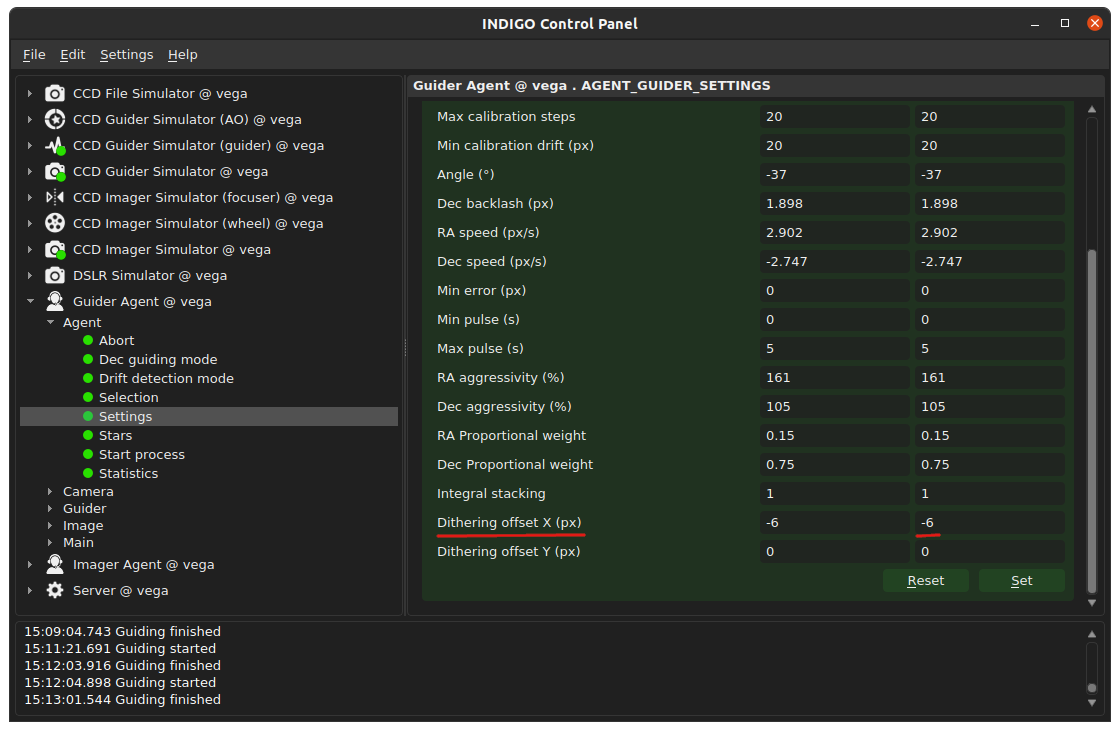 INDIGO Control Panel
File Edit Settings Help
CCD File Simulator @ vega
CCD Guider Simulator (AO) @ vega
CCD Guider Simulator (guider) @ vega
CCD Guider Simulator @ vega
CCD Imager Simulator (focuser) @ vega
CCD Imager Simulator (wheel) @ vega
CCD Imager Simulator @ vega
DSLR Simulator @ vega
Guider Agent @ vega
Agent
Abort
Dec guiding mode
Drift detection mode
Selection
Settings
Stars
Start process
Statistics
Camera
Guider
Image
Main
Imager Agent @ vega
Server @ vega
Guider Agent @ vega . AGENT_GUIDER_SETTINGS
Max calibration steps 20 20
Min calibration drift (px) 20 20
Angle (°) -37 -37
Dec backlash (px) 1.898 1.898
RA speed (px/s) 2.902 2.902
Dec speed (px/s) -2.747 -2.747
Min error (px) 0 0
Min pulse (s) 0 0
Max pulse (s) 5 5
RA aggressivity (%) 161 161
Dec aggressivity (%) 105 105
RA Proportional weight 0.15 0.15
Dec Proportional weight 0.75 0.75
Integral stacking 1 1
Dithering offset X (px) -6 -6
Dithering offset Y (px) 0 0
Reset Set
15:09:04.743 Guiding finished
15:11:21.691 Guiding started
15:12:03.916 Guiding finished
15:12:04.898 Guiding started
15:13:01.544 Guiding finished